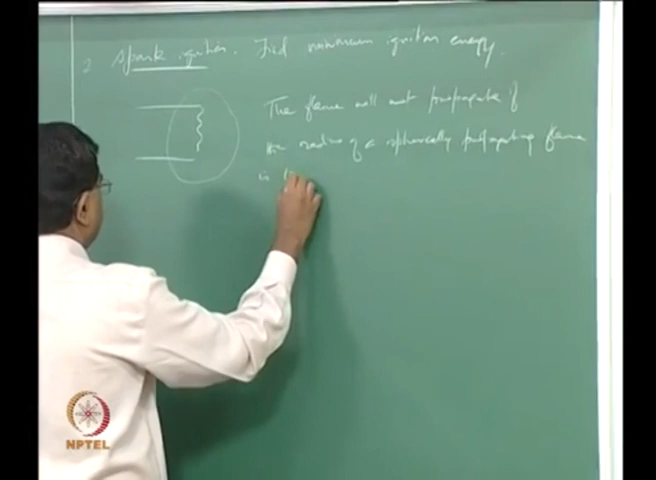 2 Spark ignition. Find minimum ignition energy.
The flame will not propagate if
the radius of a spherically propagating flame
is
NPTEL